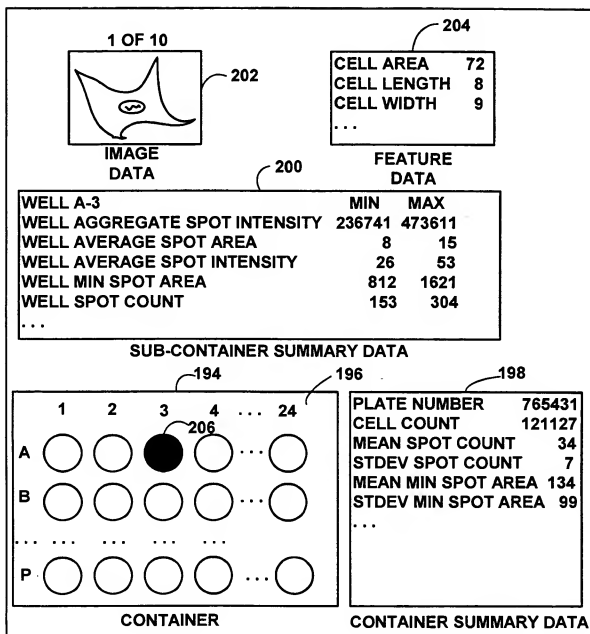 1 OF 10
202
IMAGE
DATA
204
CELL AREA 72
CELL LENGTH 8
CELL WIDTH 9
...
FEATURE
DATA
200
WELL A-3 MIN MAX
WELL AGGREGATE SPOT INTENSITY 236741 473611
WELL AVERAGE SPOT AREA 8 15
WELL AVERAGE SPOT INTENSITY 26 53
WELL MIN SPOT AREA 812 1621
WELL SPOT COUNT 153 304
...
SUB-CONTAINER SUMMARY DATA
194
196
1 2 3 4 ... 24
206
A ...
B ...
... ... ... ... ...
P ...
CONTAINER
198
PLATE NUMBER 765431
CELL COUNT 121127
MEAN SPOT COUNT 34
STDEV SPOT COUNT 7
MEAN MIN SPOT AREA 134
STDEV MIN SPOT AREA 99
...
CONTAINER SUMMARY DATA